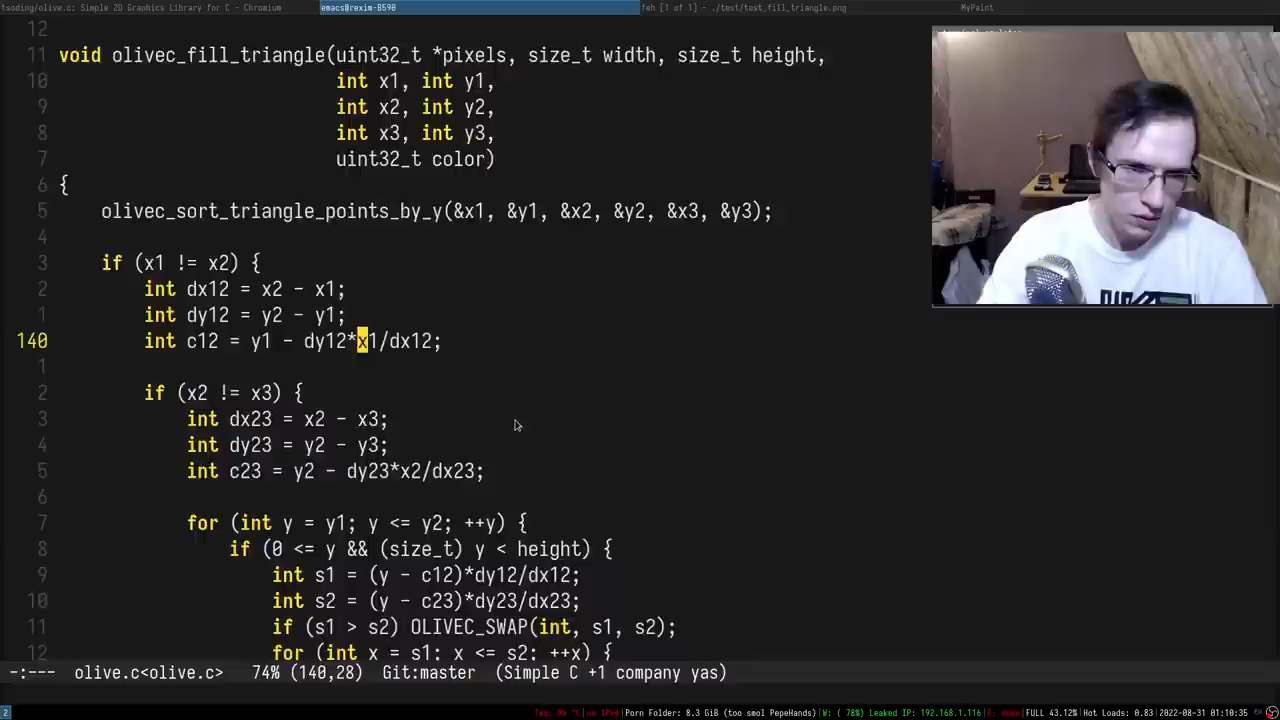 tsoding/olive.c: Simple 2D Graphics Library for C - Chromium
emacs@rexim-B590
feh [1 of 1] - ./test/test_fill_triangle.png
MyPaint
12
11 void olivec_fill_triangle(uint32_t *pixels, size_t width, size_t height,
10 int x1, int y1,
9 int x2, int y2,
8 int x3, int y3,
7 uint32_t color)
6 {
5 olivec_sort_triangle_points_by_y(&x1, &y1, &x2, &y2, &x3, &y3);
4
3 if (x1 != x2) {
2 int dx12 = x2 - x1;
1 int dy12 = y2 - y1;
140 int c12 = y1 - dy12*x1/dx12;
1
2 if (x2 != x3) {
3 int dx23 = x2 - x3;
4 int dy23 = y2 - y3;
5 int c23 = y2 - dy23*x2/dx23;
6
7 for (int y = y1; y <= y2; ++y) {
8 if (0 <= y && (size_t) y < height) {
9 int s1 = (y - c12)*dy12/dx12;
10 int s2 = (y - c23)*dy23/dx23;
11 if (s1 > s2) OLIVEC_SWAP(int, s1, s2);
12 for (int x = s1; x <= s2; ++x) {
-:--- olive.c<olive.c> 74% (140,28) Git:master (Simple C +1 company yas)
2
Porn Folder: 8.3 GiB (too smol PepeHands)|W: ( 78%) Leaked IP: 192.168.1.116|E: down|FULL 43.12%|Hot Loads: 0.83|2022-08-31 01:10:35